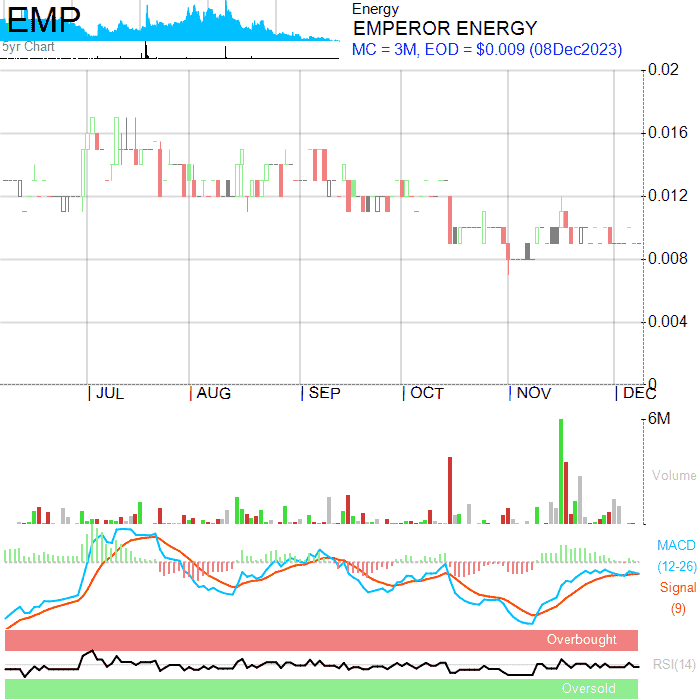 EMP
5yr Chart
Energy
EMPEROR ENERGY
MC = 3M, EOD = $0.009 (08Dec2023)
0.02
0.016
0.012
0.008
0.004
0
JUL AUG SEP OCT NOV DEC
6M
Volume
MACD
(12-26)
Signal
(9)
Overbought
RSI(14)
Oversold